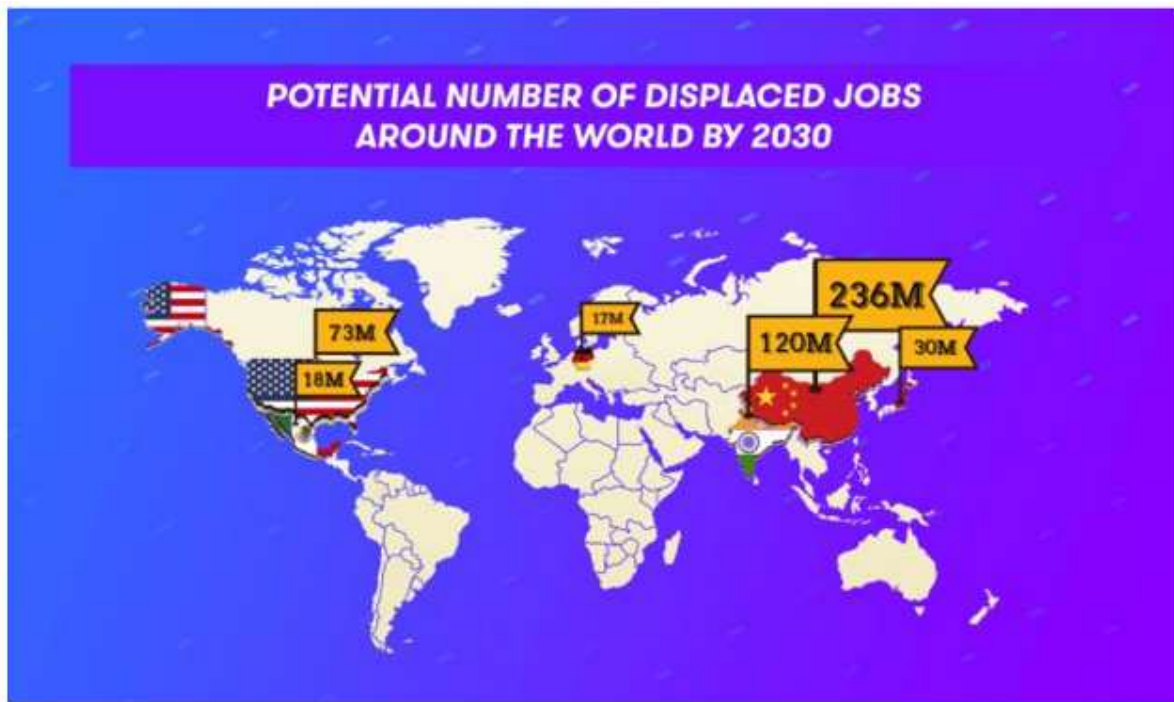 POTENTIAL NUMBER OF DISPLACED JOBS
AROUND THE WORLD BY 2030
236M
73M
17M
120M
30M
18M